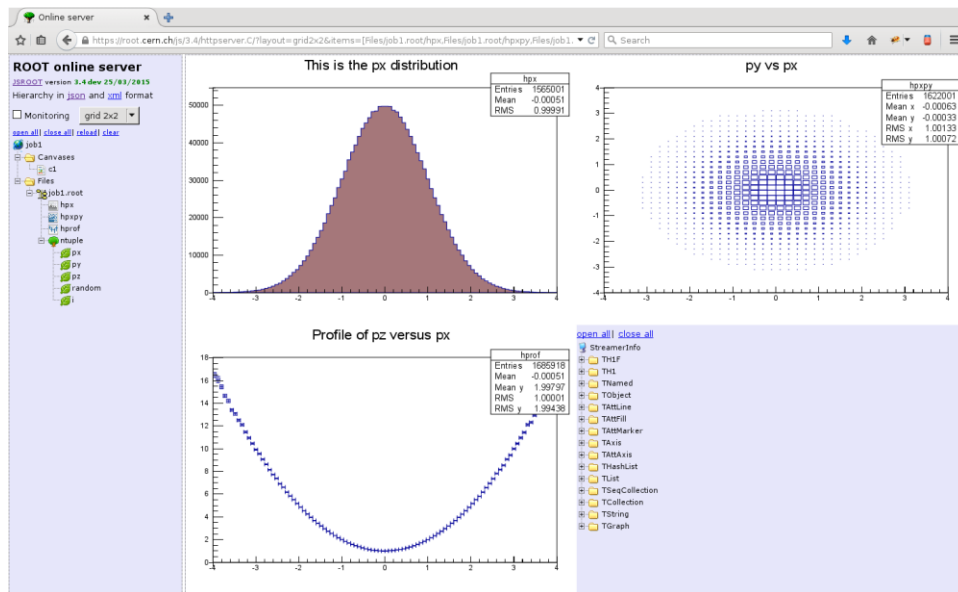 Online server
https://root.cern.ch/js/3.4/httpserver.C/?layout=grid2x2&items=[Files/job1.root/hpx,Files/job1.root/hpxpy,Files/job1.
Search
ROOT online server
JSROOT version 3.4 dev 25/03/2015
Hierarchy in json and xml format
Monitoring grid 2x2
open all| close all| reload| clear
job1
Canvases
c1
Files
job1.root
hpx
hpxpy
hprof
ntuple
px
py
pz
random
i
This is the px distribution
hpx
Entries 1565001
Mean -0.00051
RMS 0.99991
50000
40000
30000
20000
10000
0
-4 -3 -2 -1 0 1 2 3 4
py vs px
hpxpy
Entries 1622001
Mean x -0.00063
Mean y -0.00033
RMS x 1.00133
RMS y 1.00072
4
3
2
1
0
-1
-2
-3
-4
-4 -3 -2 -1 0 1 2 3 4
Profile of pz versus px
hprof
Entries 1685918
Mean -0.00051
Mean y 1.99797
RMS 1.00001
RMS y 1.99438
18
16
14
12
10
8
6
4
2
0
-4 -3 -2 -1 0 1 2 3 4
open all| close all
StreamerInfo
TH1F
TH1
TNamed
TObject
TAttLine
TAttFill
TAttMarker
TAxis
TAttAxis
THashList
TList
TSeqCollection
TCollection
TString
TGraph